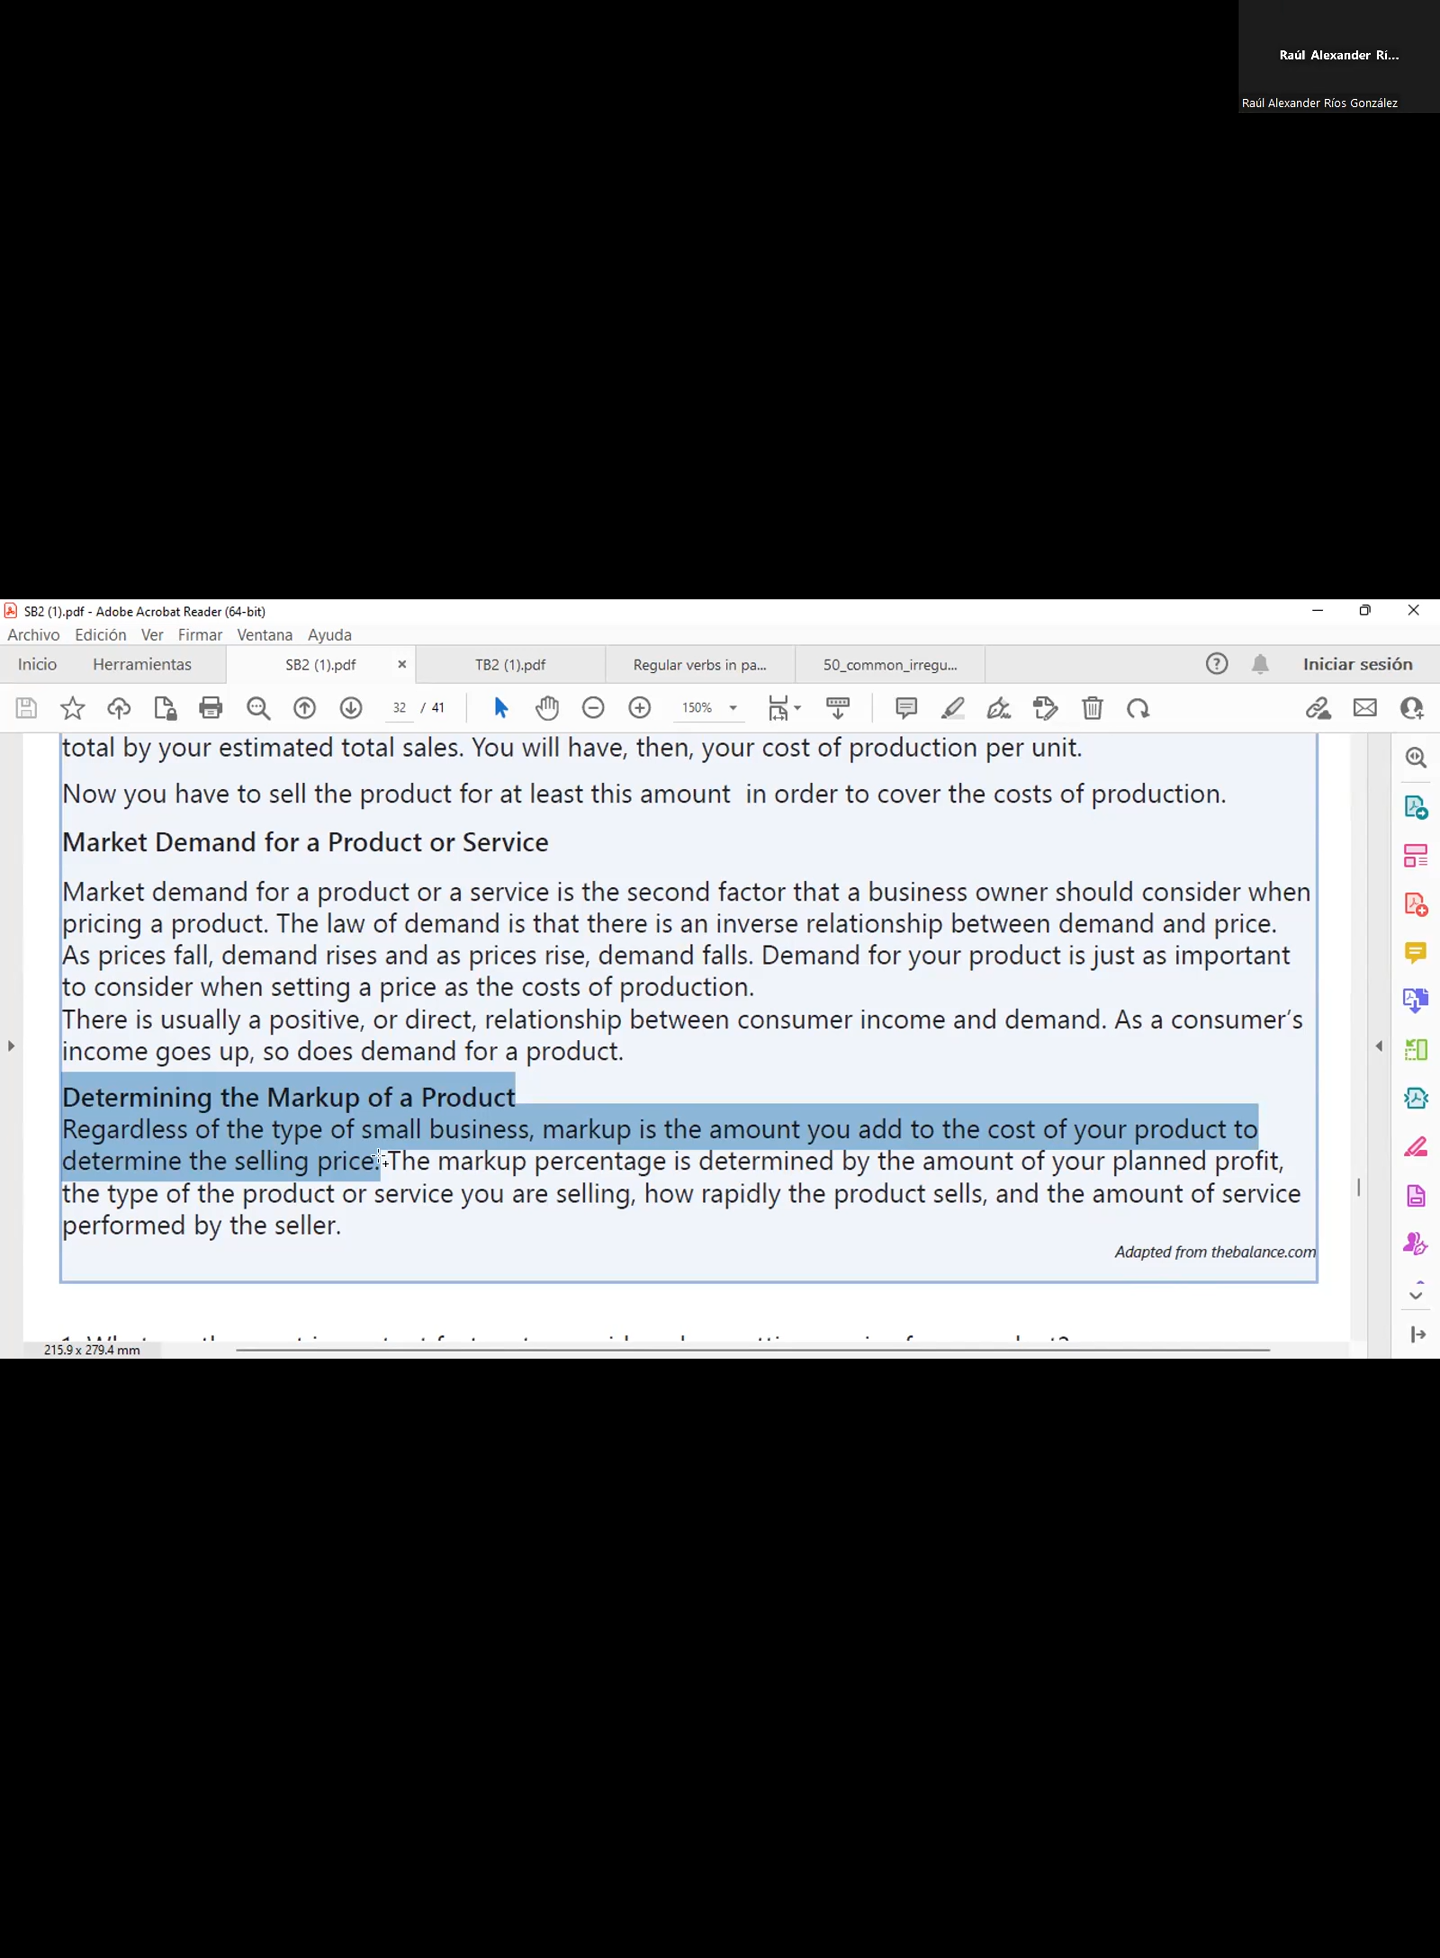 Raúl Alexander Rí...
Raúl Alexander Ríos González
SB2 (1).pdf - Adobe Acrobat Reader (64-bit)
Archivo Edición Ver Firmar Ventana Ayuda
Inicio Herramientas SB2 (1).pdf TB2 (1).pdf Regular verbs in pa... 50_common_irregu... Iniciar sesión
32 / 41 150%
total by your estimated total sales. You will have, then, your cost of production per unit.
Now you have to sell the product for at least this amount in order to cover the costs of production.
Market Demand for a Product or Service
Market demand for a product or a service is the second factor that a business owner should consider when
pricing a product. The law of demand is that there is an inverse relationship between demand and price.
As prices fall, demand rises and as prices rise, demand falls. Demand for your product is just as important
to consider when setting a price as the costs of production.
There is usually a positive, or direct, relationship between consumer income and demand. As a consumer’s
income goes up, so does demand for a product.
Determining the Markup of a Product
Regardless of the type of small business, markup is the amount you add to the cost of your product to
determine the selling price. The markup percentage is determined by the amount of your planned profit,
the type of the product or service you are selling, how rapidly the product sells, and the amount of service
performed by the seller.
Adapted from thebalance.com
215.9 x 279.4 mm